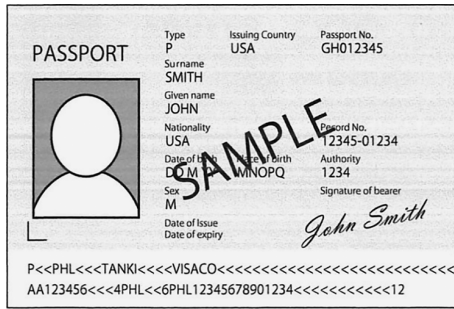 PASSPORT
Type Issuing Country Passport No.
P USA GH012345
Surname
SMITH
Given name
JOHN
Nationality Record No.
USA 12345-01234
Date of birth Place of Birth Authority
MNOPQ 1234
Sex Signature of bearer
M
SAMPLE
John Smith
Date of Issue
Date of expiry
P<<PHL<<<TANKI<<<<VISACO<<<<<<<<<<<<<<<<<<<<<<<<<<<
AA123456<<<4PHL<<6PHL12345678901234<<<<<<<<<<<12